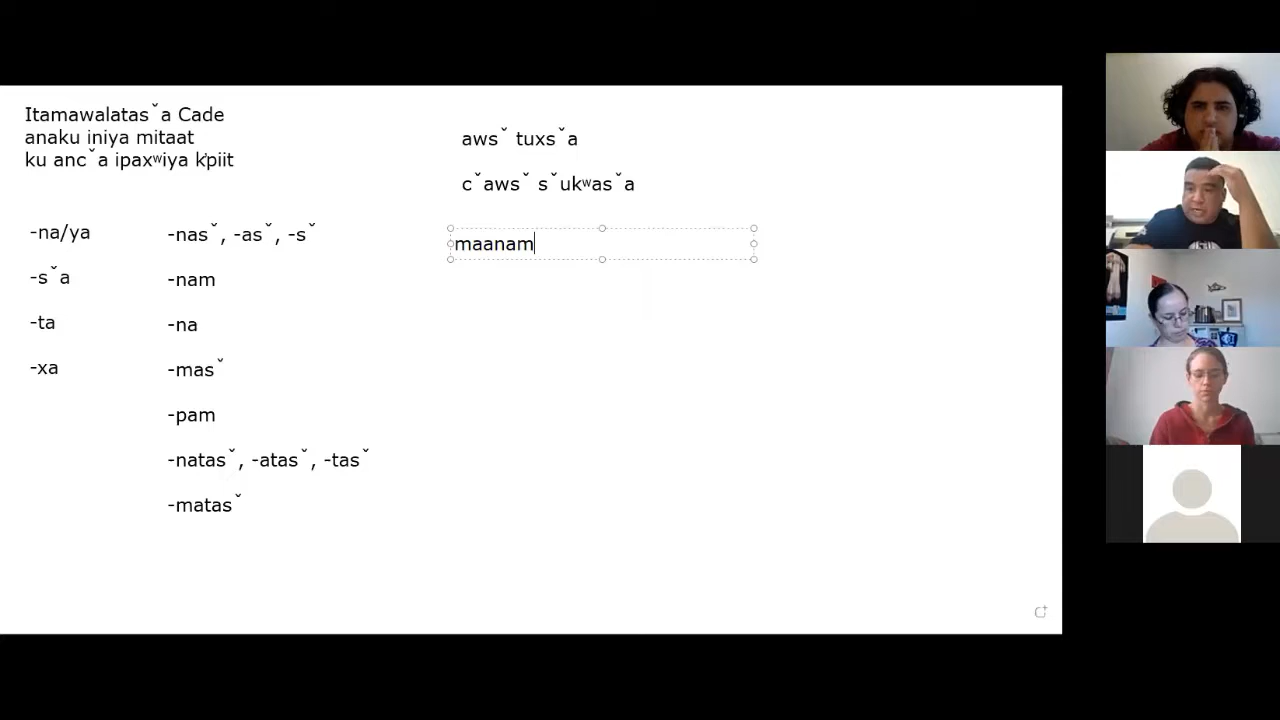 Itamawalatasˇa Cade
anaku iniya mitaat
ku ancˇa ipaxʷiya k̓piit
-na/ya
-sˇa
-ta
-xa
-nasˇ, -asˇ, -sˇ
-nam
-na
-masˇ
-pam
-natasˇ, -atasˇ, -tasˇ
-matasˇ
awsˇ tuxsˇa
cˇawsˇ sˇukʷasˇa
maanam